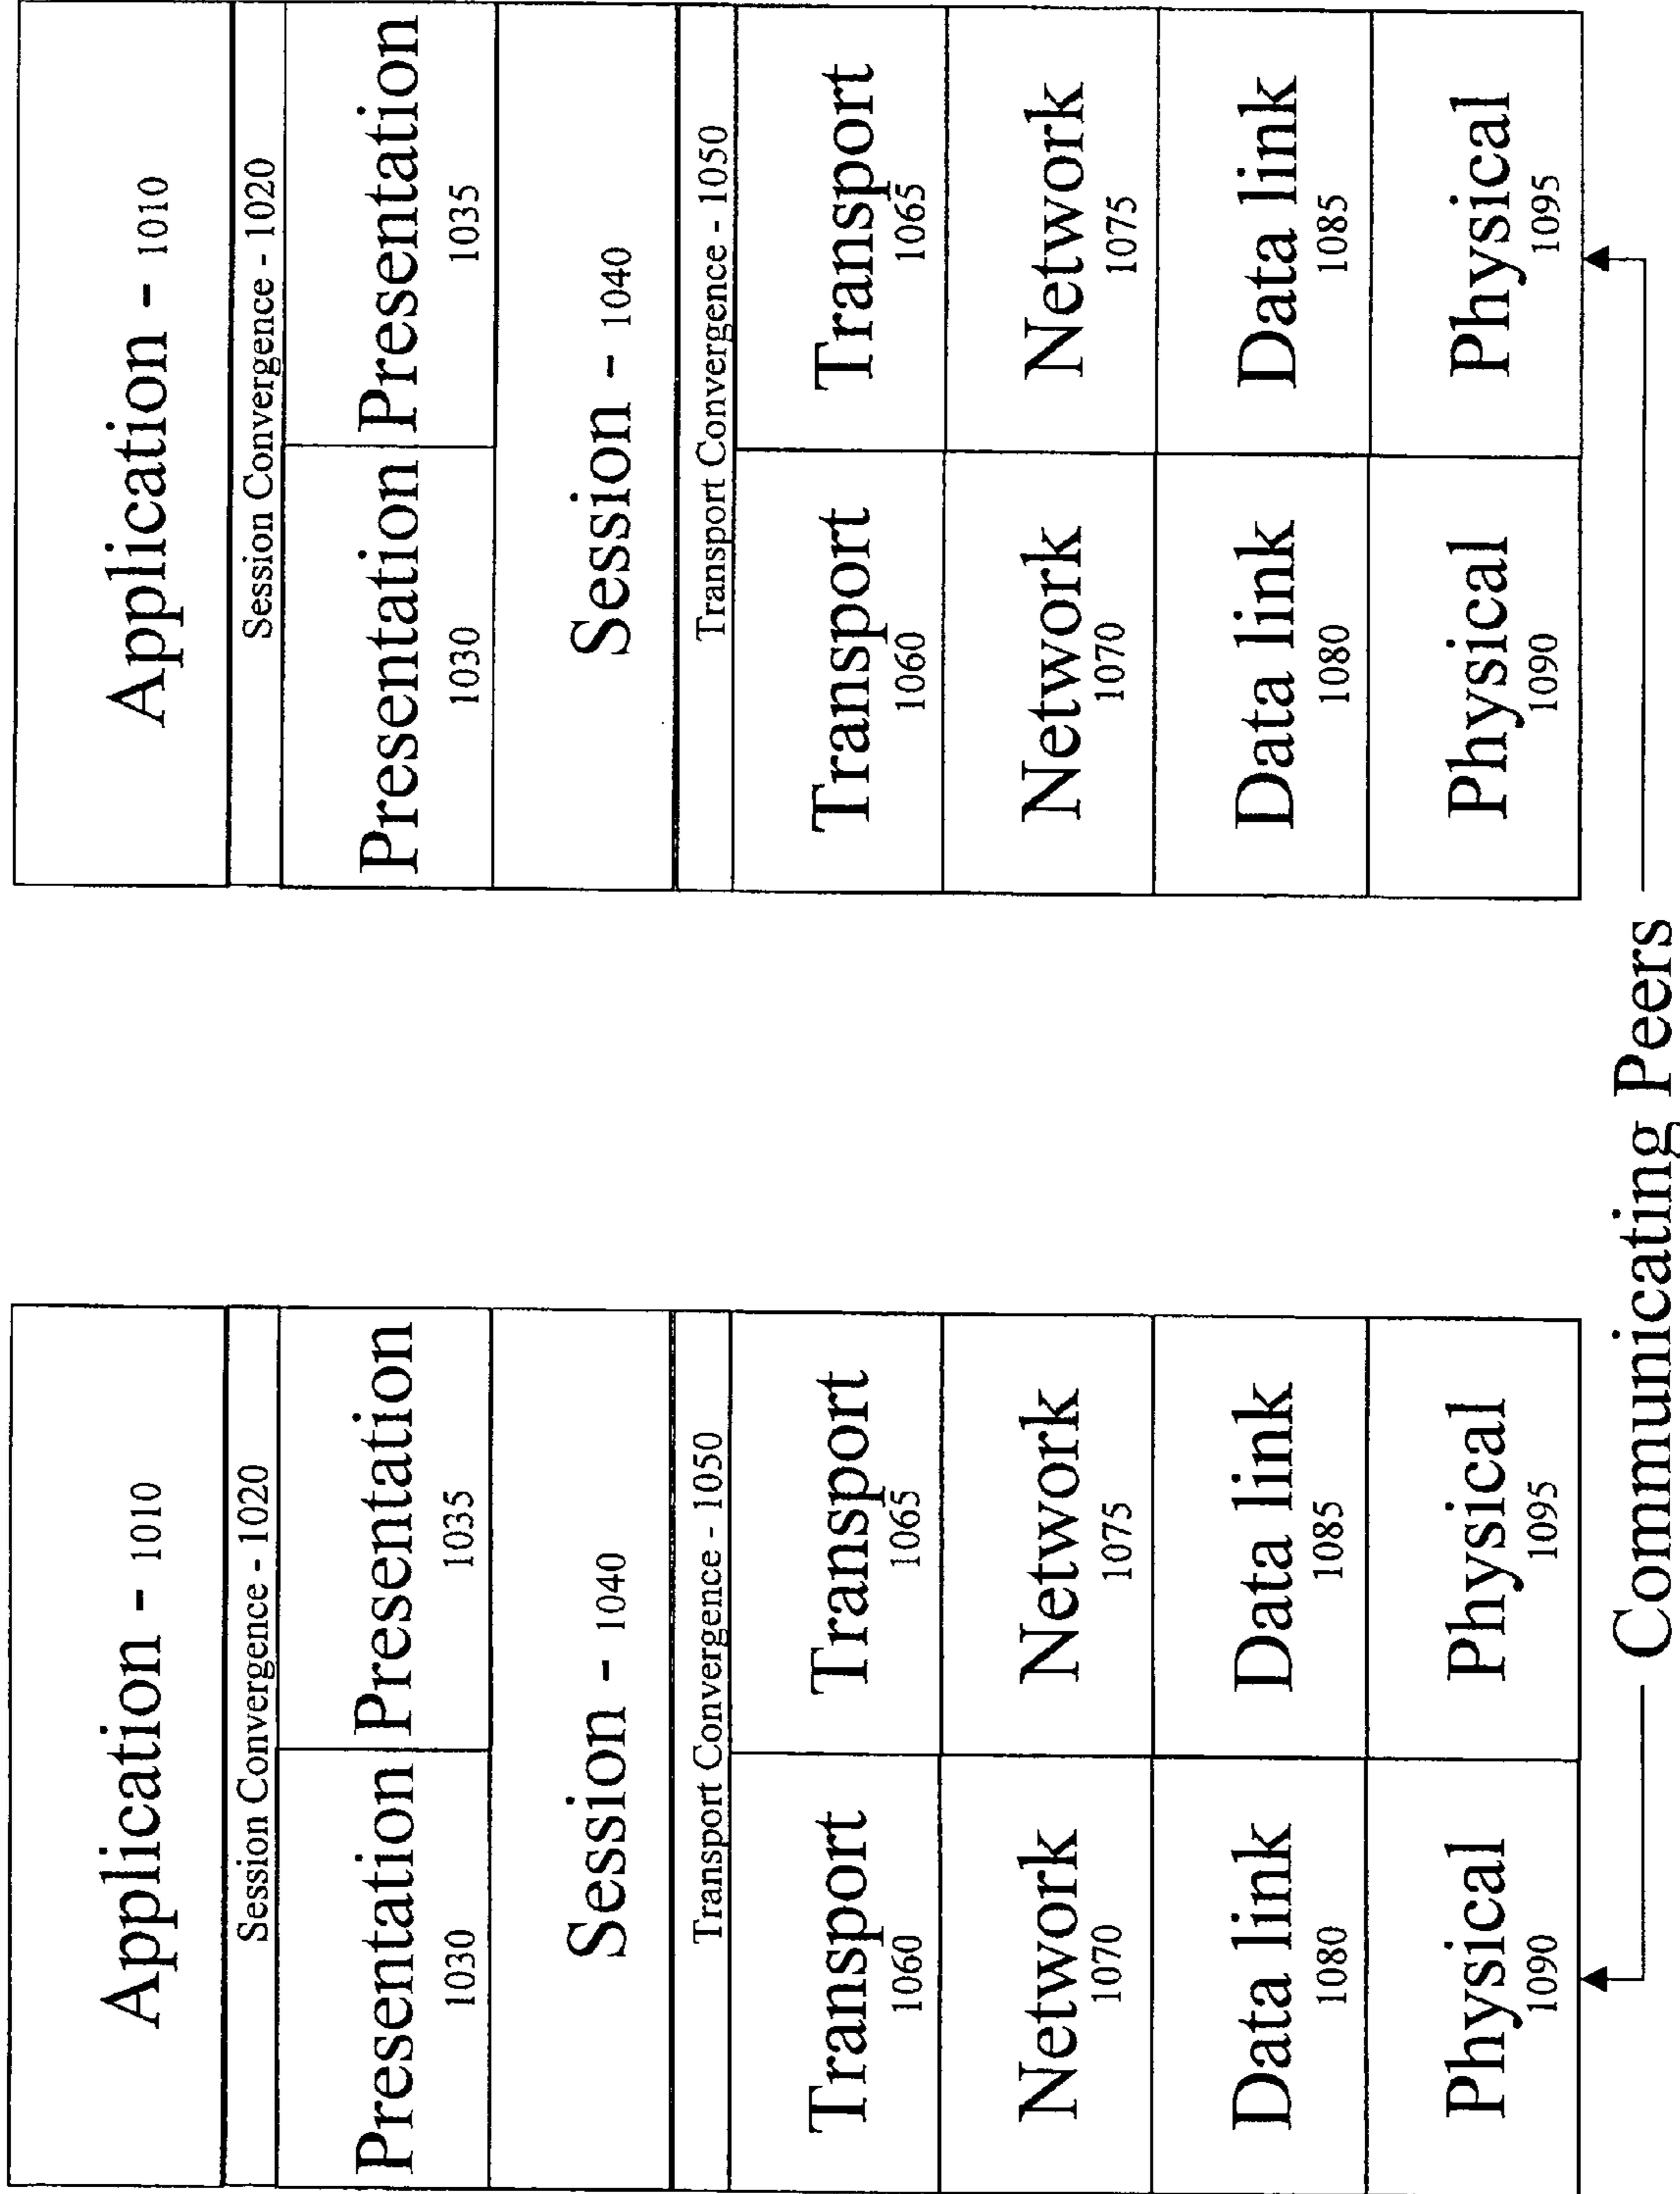 Application - 1010
Session Convergence - 1020
Presentation Presentation
1030 1035
Session - 1040
Transport Convergence - 1050
Transport Transport
1060 1065
Network Network
1070 1075
Data link Data link
1080 1085
Physical Physical
1090 1095
Application - 1010
Session Convergence - 1020
Presentation Presentation
1030 1035
Session - 1040
Transport Convergence - 1050
Transport Transport
1060 1065
Network Network
1070 1075
Data link Data link
1080 1085
Physical Physical
1090 1095
Communicating Peers